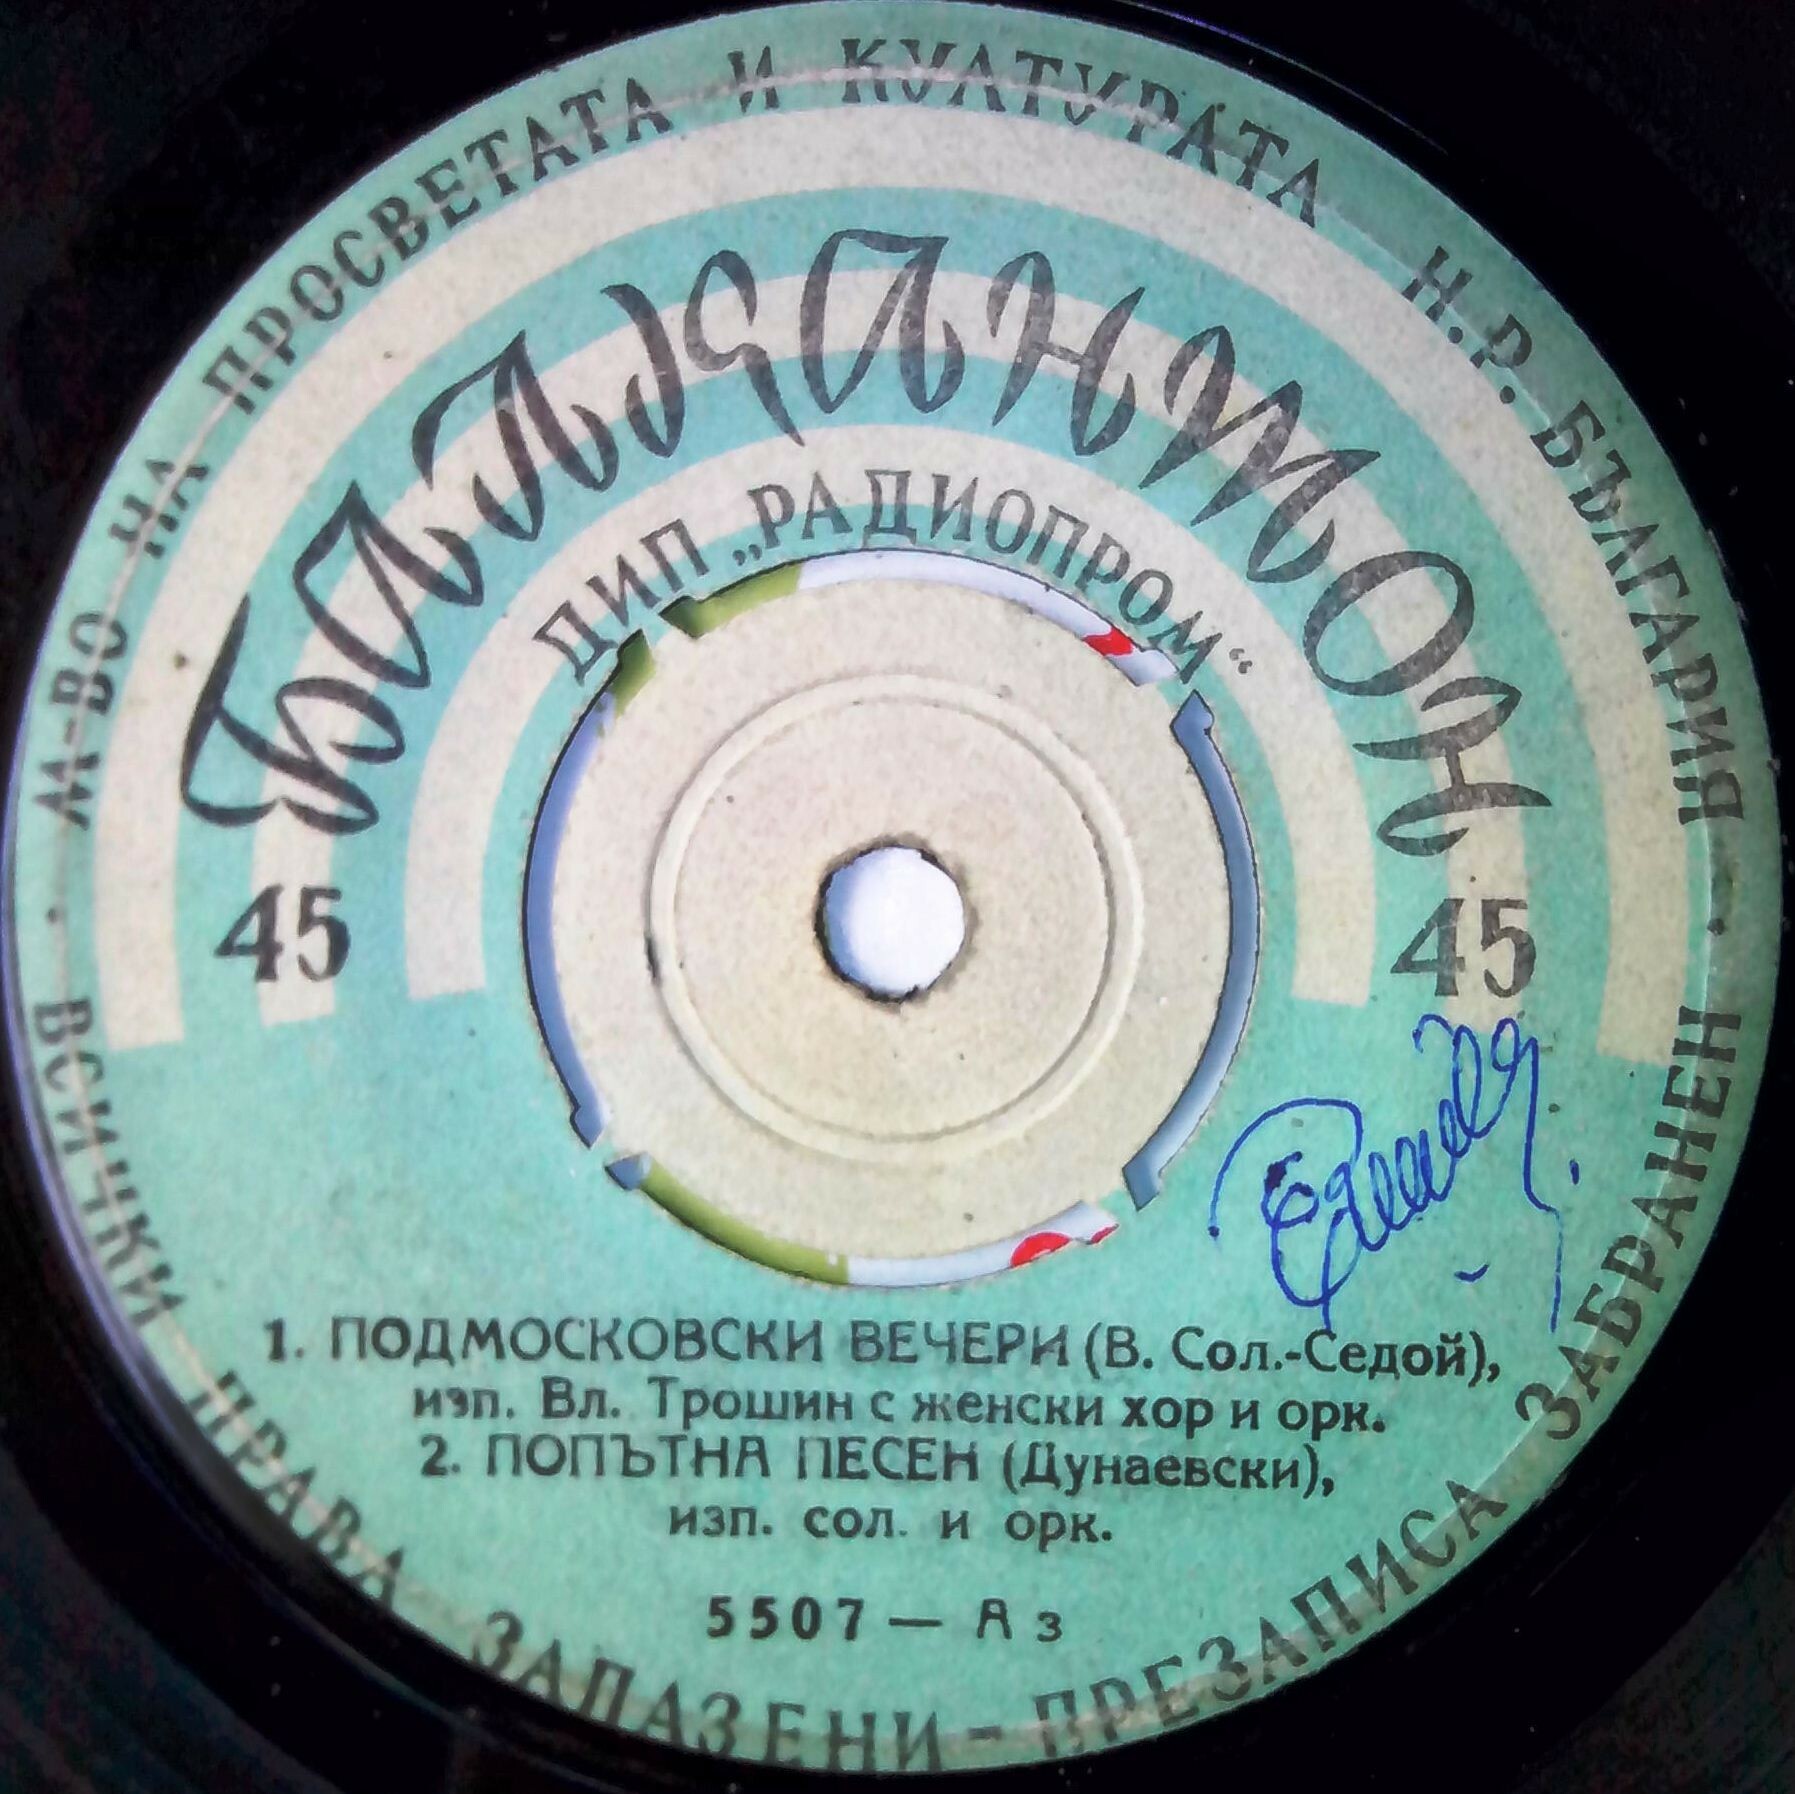 М-ВО НА ПРОСВЕТАТА И КУЛТУРАТА Н.Р. БЪЛГАРИЯ
БАЛКАНТОН
ДИП „РАДИОПРОМ“
45
45
1. ПОДМОСКОВСКИ ВЕЧЕРИ (В. Сол.-Седой),
изп. Вл. Трошин с женски хор и орк.
2. ПОПЪТНА ПЕСЕН (Дунаевски),
изп. сол. и орк.
5507 — А з
· ВСИЧКИ ПРАВА ЗАПАЗЕНИ - ПРЕЗАПИСА ЗАБРАНЕН ·